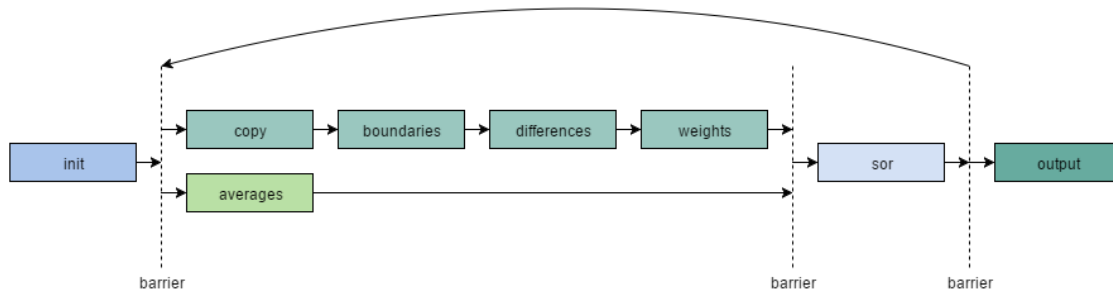 copy
boundaries
differences
weights
init
sor
output
averages
barrier
barrier
barrier